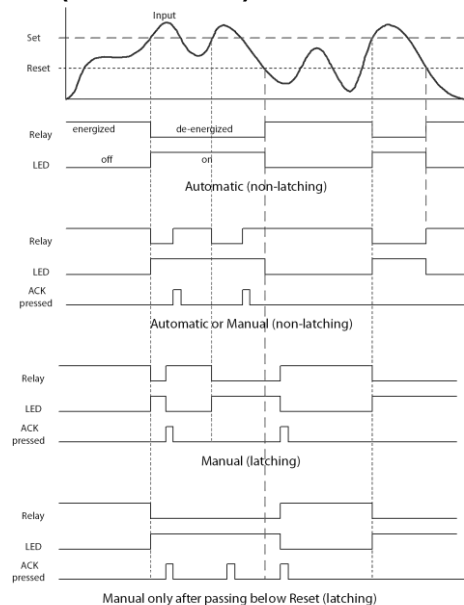 Input
Set
Reset
Relay energized de-energized
LED off on
Automatic (non-latching)
Relay
LED
ACK
pressed
Automatic or Manual (non-latching)
Relay
LED
ACK
pressed
Manual (latching)
Relay
LED
ACK
pressed
Manual only after passing below Reset (latching)